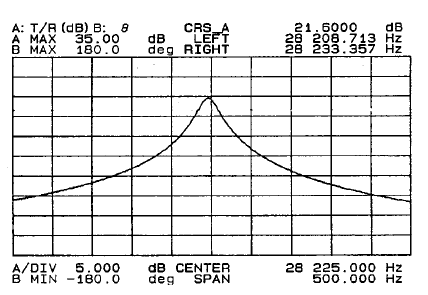 A: T/R (dB) B: θ CRS_A 21.5000 dB
A MAX 35.00 dB LEFT 28 208.713 Hz
B MAX 180.0 deg RIGHT 28 233.357 Hz
A/DIV 5.000 dB CENTER 28 225.000 Hz
B MIN -180.0 deg SPAN 500.000 Hz